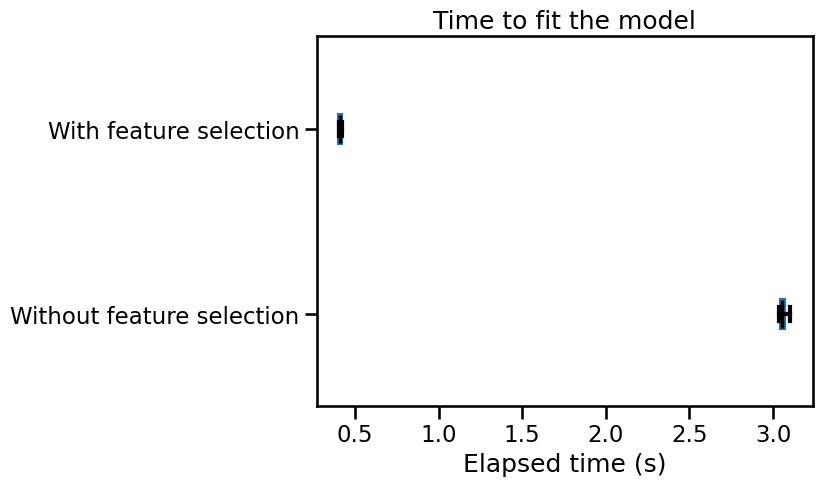 Time to fit the model
With feature selection
Without feature selection
0.5 1.0 1.5 2.0 2.5 3.0
Elapsed time (s)